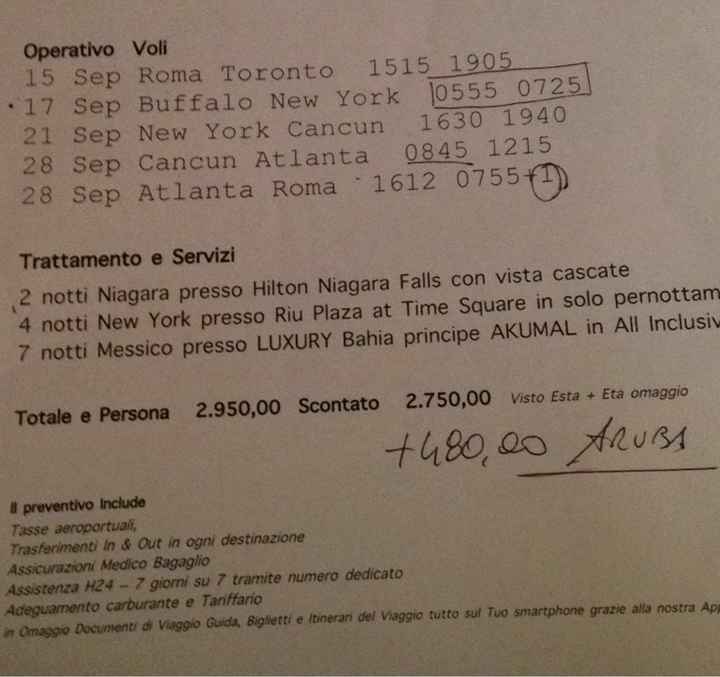 Operativo Voli
15 Sep Roma Toronto 1515 1905
17 Sep Buffalo New York 0555 0725
21 Sep New York Cancun 1630 1940
28 Sep Cancun Atlanta 0845 1215
28 Sep Atlanta Roma 1612 0755+1
Trattamento e Servizi
2 notti Niagara presso Hilton Niagara Falls con vista cascate
4 notti New York presso Riu Plaza at Time Square in solo pernottam
7 notti Messico presso LUXURY Bahia principe AKUMAL in All Inclusiv
Totale e Persona 2.950,00 Scontato 2.750,00 Visto Esta + Eta omaggio
+480,00 ARUBA
Il preventivo Include
Tasse aeroportuali,
Trasferimenti In & Out in ogni destinazione
Assicurazioni Medico Bagaglio
Assistenza H24 – 7 giorni su 7 tramite numero dedicato
Adeguamento carburante e Tariffario
in Omaggio Documenti di Viaggio Guida, Biglietti e Itinerari del Viaggio tutto sul Tuo smartphone grazie alla nostra App